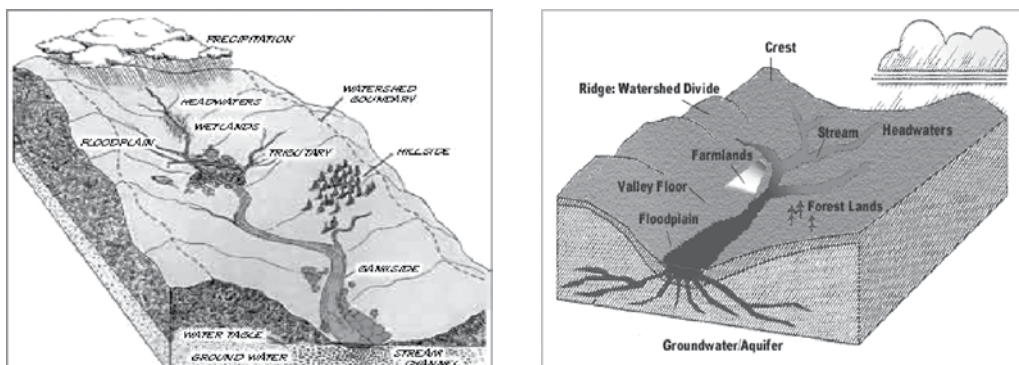 PRECIPITATION
HEADWATERS
WATERSHED
BOUNDARY
WETLANDS
FLOODPLAIN
TRIBUTARY
HILLSIDE
BANKSIDE
WATER TABLE
GROUND WATER
STREAM
CHANNEL
Crest
Ridge: Watershed Divide
Stream
Headwaters
Farmlands
Valley Floor
Forest Lands
Floodplain
Groundwater/Aquifer